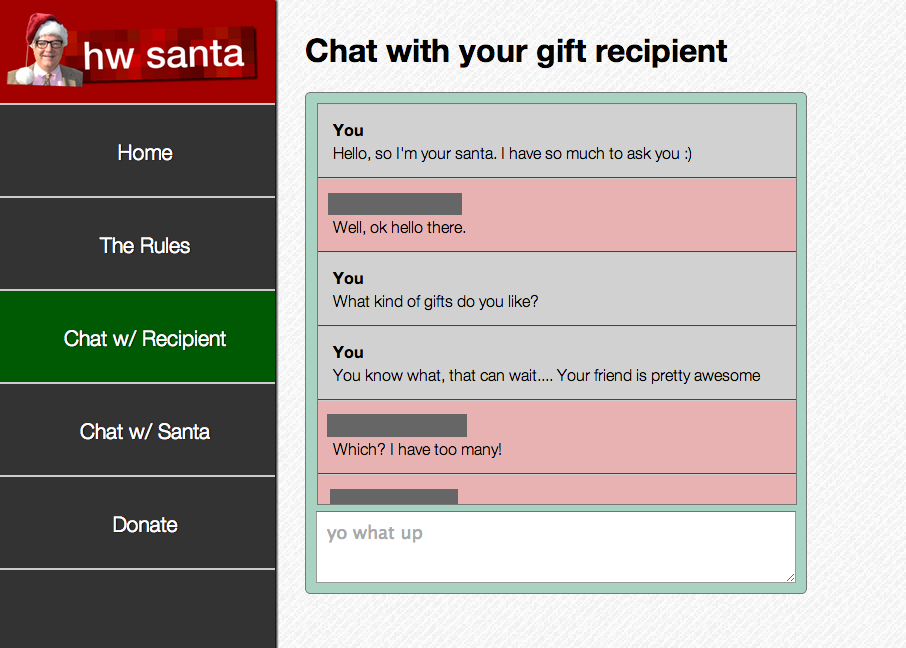 hw santa
Home
The Rules
Chat w/ Recipient
Chat w/ Santa
Donate
Chat with your gift recipient
You
Hello, so I'm your santa. I have so much to ask you :)
Well, ok hello there.
You
What kind of gifts do you like?
You
You know what, that can wait.... Your friend is pretty awesome
Which? I have too many!
yo what up